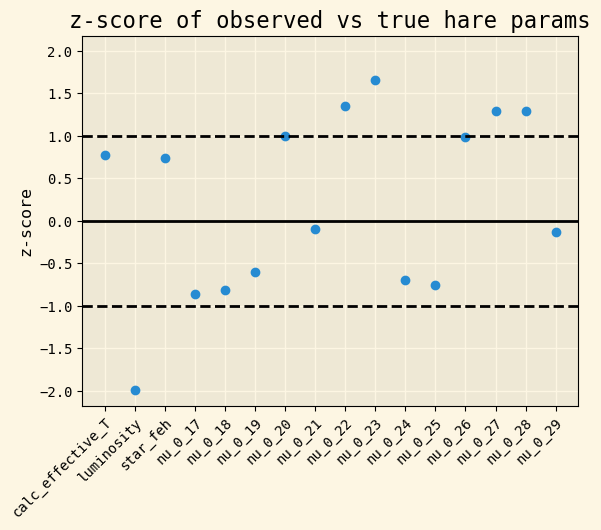 z-score of observed vs true hare params
z-score
2.0
1.5
1.0
0.5
0.0
−0.5
−1.0
−1.5
−2.0
calc_effective_T
luminosity
star_feh
nu_0_17
nu_0_18
nu_0_19
nu_0_20
nu_0_21
nu_0_22
nu_0_23
nu_0_24
nu_0_25
nu_0_26
nu_0_27
nu_0_28
nu_0_29